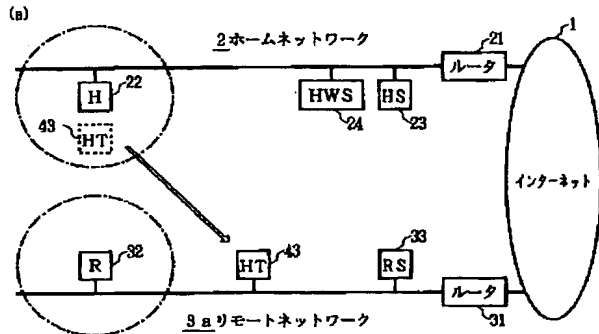 (B)
2ホームネットワーク
21
1
ルータ
H
22
HWS
24
HS
23
43
HT
インターネット
R
32
HT
43
33
RS
ルータ
31
3aリモートネットワーク